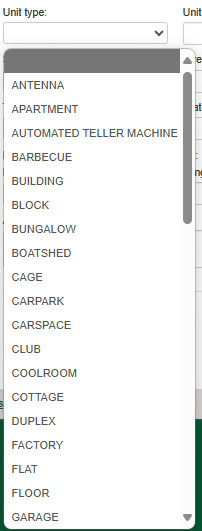 Unit type:
Unit
ANTENNA
APARTMENT
AUTOMATED TELLER MACHINE
BARBECUE
BUILDING
BLOCK
BUNGALOW
BOATSHED
CAGE
CARPARK
CARSPACE
CLUB
COOLROOM
COTTAGE
DUPLEX
FACTORY
FLAT
FLOOR
GARAGE